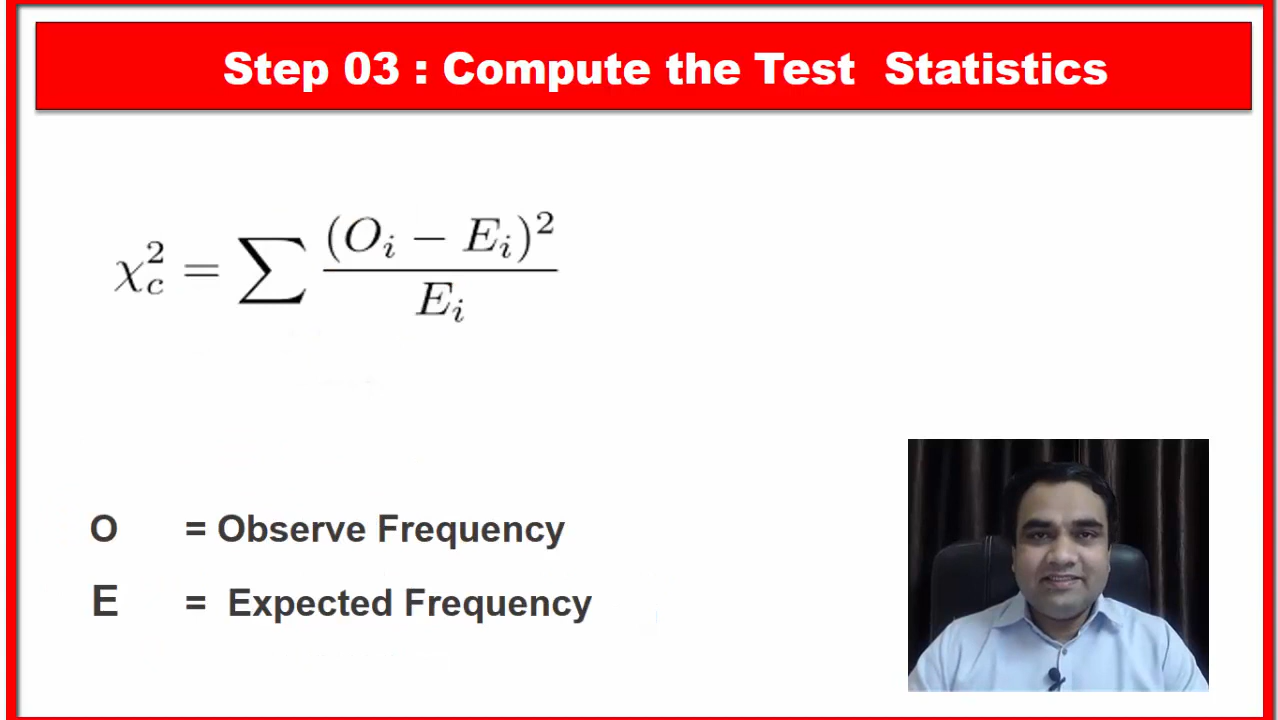 Step 03 : Compute the Test Statistics
χ²_c = ∑ (O_i − E_i)² / E_i
O = Observe Frequency
E = Expected Frequency